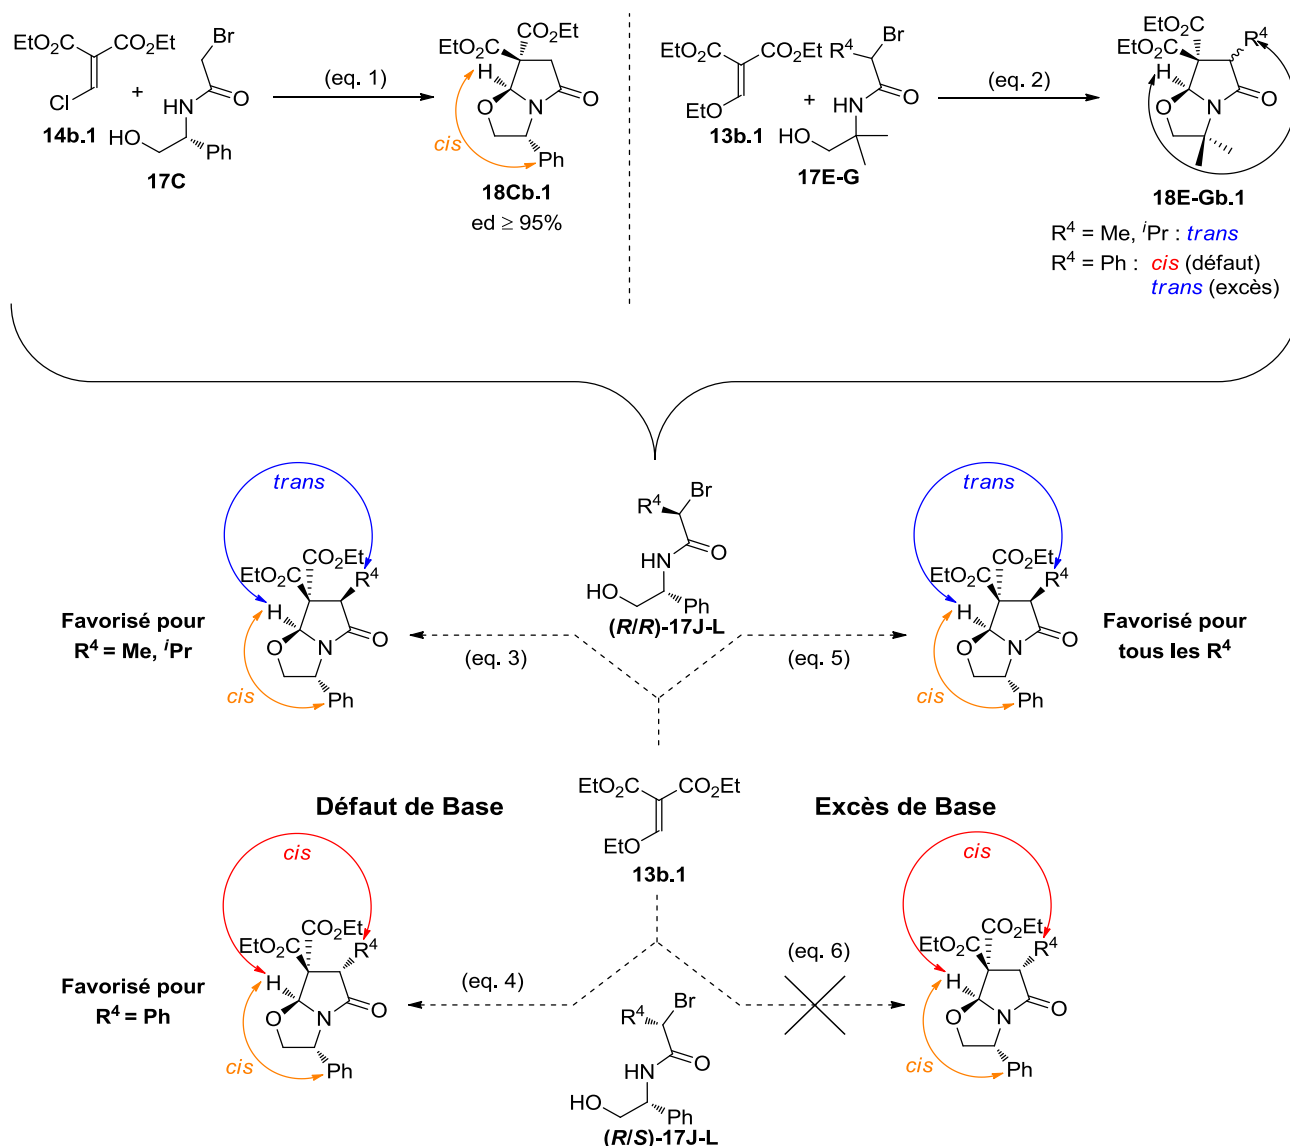 EtO₂C CO₂Et
Cl
14b.1
+
Br
HN O
HO Ph
17C
(eq. 1)
CO₂Et
EtO₂C
H
O N O
Ph
cis
18Cb.1
ed ≥ 95%
EtO₂C CO₂Et
EtO
13b.1
+
R⁴ Br
HN O
HO
17E-G
(eq. 2)
EtO₂C
EtO₂C R⁴
H
O N O
18E-Gb.1
R⁴ = Me, ⁱPr : trans
R⁴ = Ph : cis (défaut)
trans (excès)
trans
CO₂Et
EtO₂C R⁴
H
O N O
cis Ph
Favorisé pour
R⁴ = Me, ⁱPr
(eq. 3)
R⁴ Br
HN O
HO Ph
(R/R)-17J-L
(eq. 5)
trans
CO₂Et
EtO₂C R⁴
H
O N O
cis Ph
Favorisé pour
tous les R⁴
Défaut de Base
EtO₂C CO₂Et
EtO
13b.1
Excès de Base
cis
CO₂Et
EtO₂C R⁴
H
O N O
cis Ph
Favorisé pour
R⁴ = Ph
(eq. 4)
R⁴ Br
HN O
HO Ph
(R/S)-17J-L
(eq. 6)
cis
CO₂Et
EtO₂C R⁴
H
O N O
cis Ph